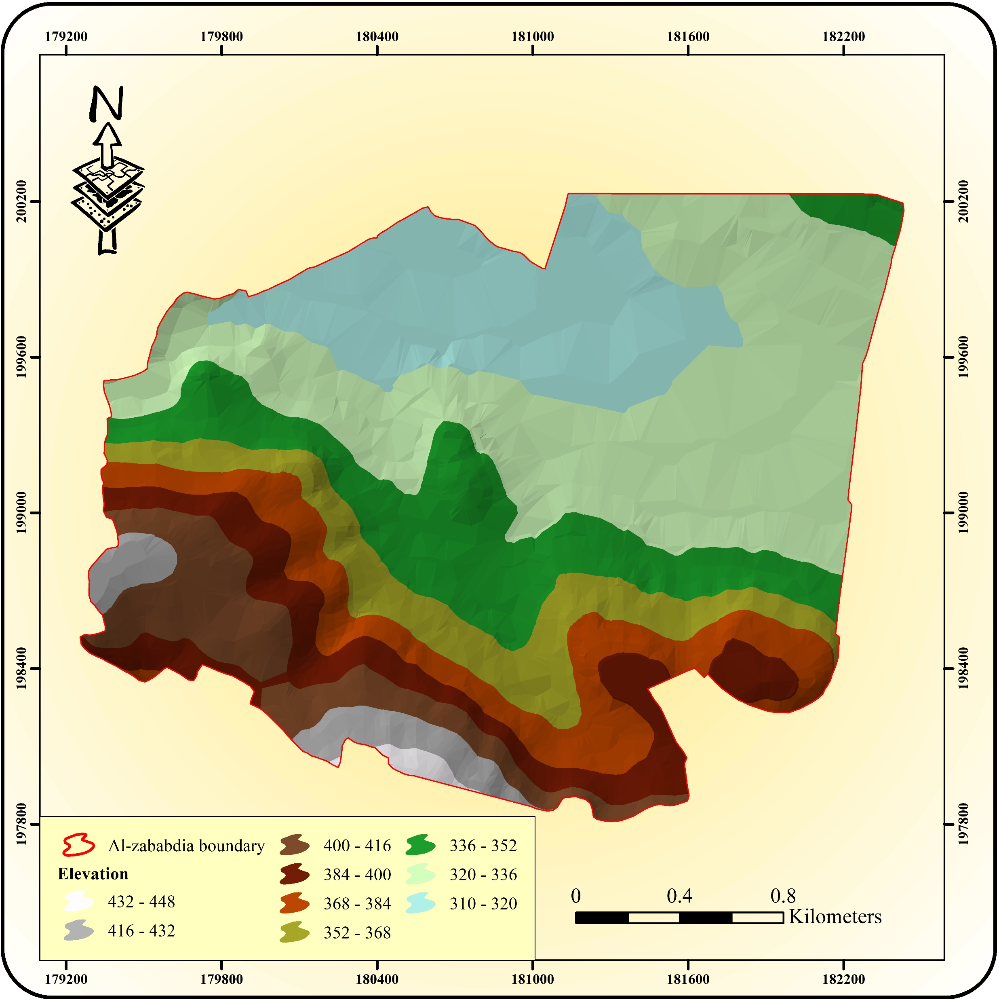 179200 179800 180400 181000 181600 182200
N
200200 200200
199600 199600
199000 199000
198400 198400
197800 197800
Al-zababdia boundary
Elevation
432 - 448
416 - 432
400 - 416
384 - 400
368 - 384
352 - 368
336 - 352
320 - 336
310 - 320
0 0.4 0.8
Kilometers
179200 179800 180400 181000 181600 182200